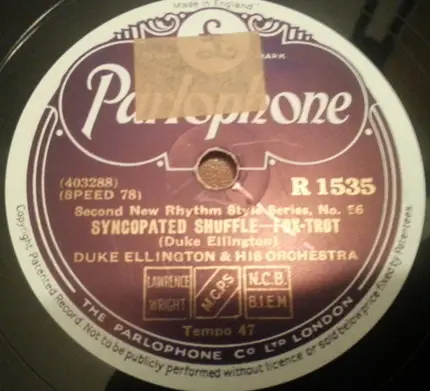 Made in England
MARK
Parlophone
(403288)
(SPEED 78)
R 1535
Second New Rhythm Style Series, No. 56
SYNCOPATED SHUFFLE—FOX-TROT
(Duke Ellington)
DUKE ELLINGTON & HIS ORCHESTRA
LAWRENCE
WRIGHT
M.C.P.S
N.C.B.
B.I.E.M
Tempo 47
THE PARLOPHONE CO LTD LONDON
Copyright Patented Record. Not to be publicly performed without licence or sold below price fixed by Patentees.